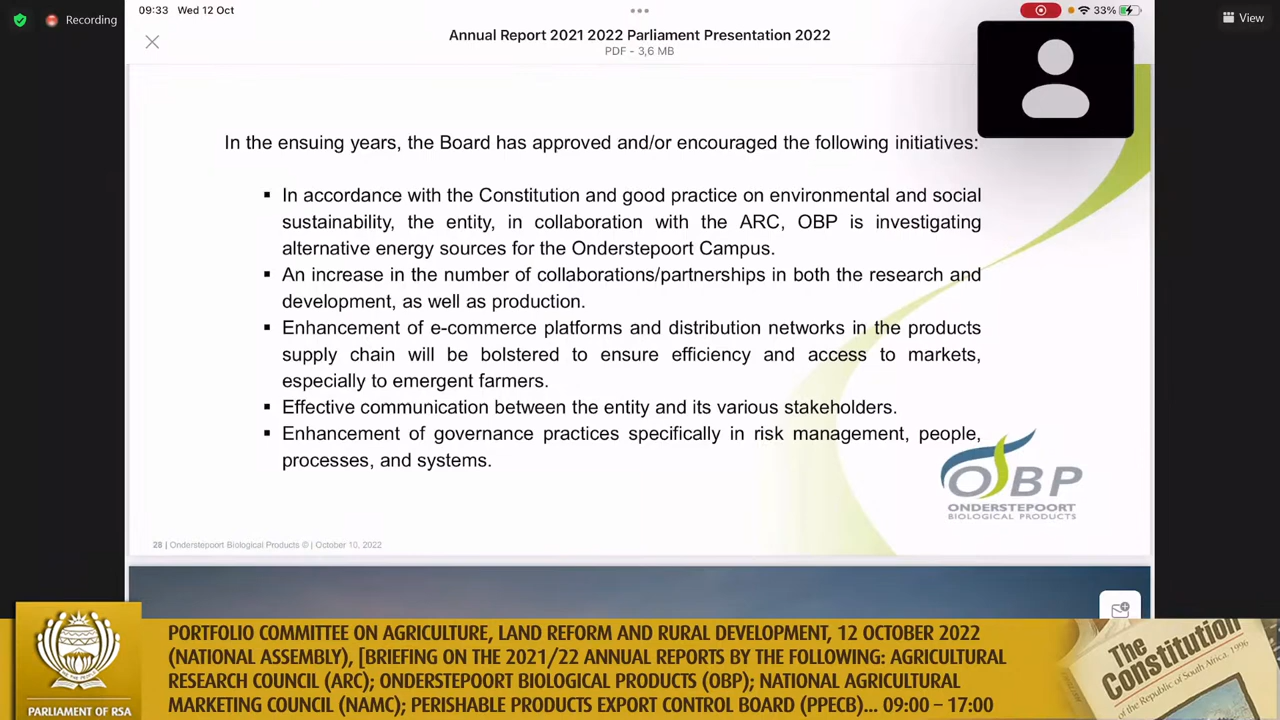 09:33 Wed 12 Oct
33%
Recording
View
Annual Report 2021 2022 Parliament Presentation 2022
PDF - 3,6 MB
In the ensuing years, the Board has approved and/or encouraged the following initiatives:
▪ In accordance with the Constitution and good practice on environmental and social
sustainability, the entity, in collaboration with the ARC, OBP is investigating
alternative energy sources for the Onderstepoort Campus.
▪ An increase in the number of collaborations/partnerships in both the research and
development, as well as production.
▪ Enhancement of e-commerce platforms and distribution networks in the products
supply chain will be bolstered to ensure efficiency and access to markets,
especially to emergent farmers.
▪ Effective communication between the entity and its various stakeholders.
▪ Enhancement of governance practices specifically in risk management, people,
processes, and systems.
OBP
ONDERSTEPOORT
BIOLOGICAL PRODUCTS
28 | Onderstepoort Biological Products © | October 10, 2022
PORTFOLIO COMMITTEE ON AGRICULTURE, LAND REFORM AND RURAL DEVELOPMENT, 12 OCTOBER 2022
(NATIONAL ASSEMBLY), [BRIEFING ON THE 2021/22 ANNUAL REPORTS BY THE FOLLOWING: AGRICULTURAL
RESEARCH COUNCIL (ARC); ONDERSTEPOORT BIOLOGICAL PRODUCTS (OBP); NATIONAL AGRICULTURAL
MARKETING COUNCIL (NAMC); PERISHABLE PRODUCTS EXPORT CONTROL BOARD (PPECB)... 09:00 – 17:00
PARLIAMENT OF RSA
The
Constitution
of the Republic of South Africa, 1996